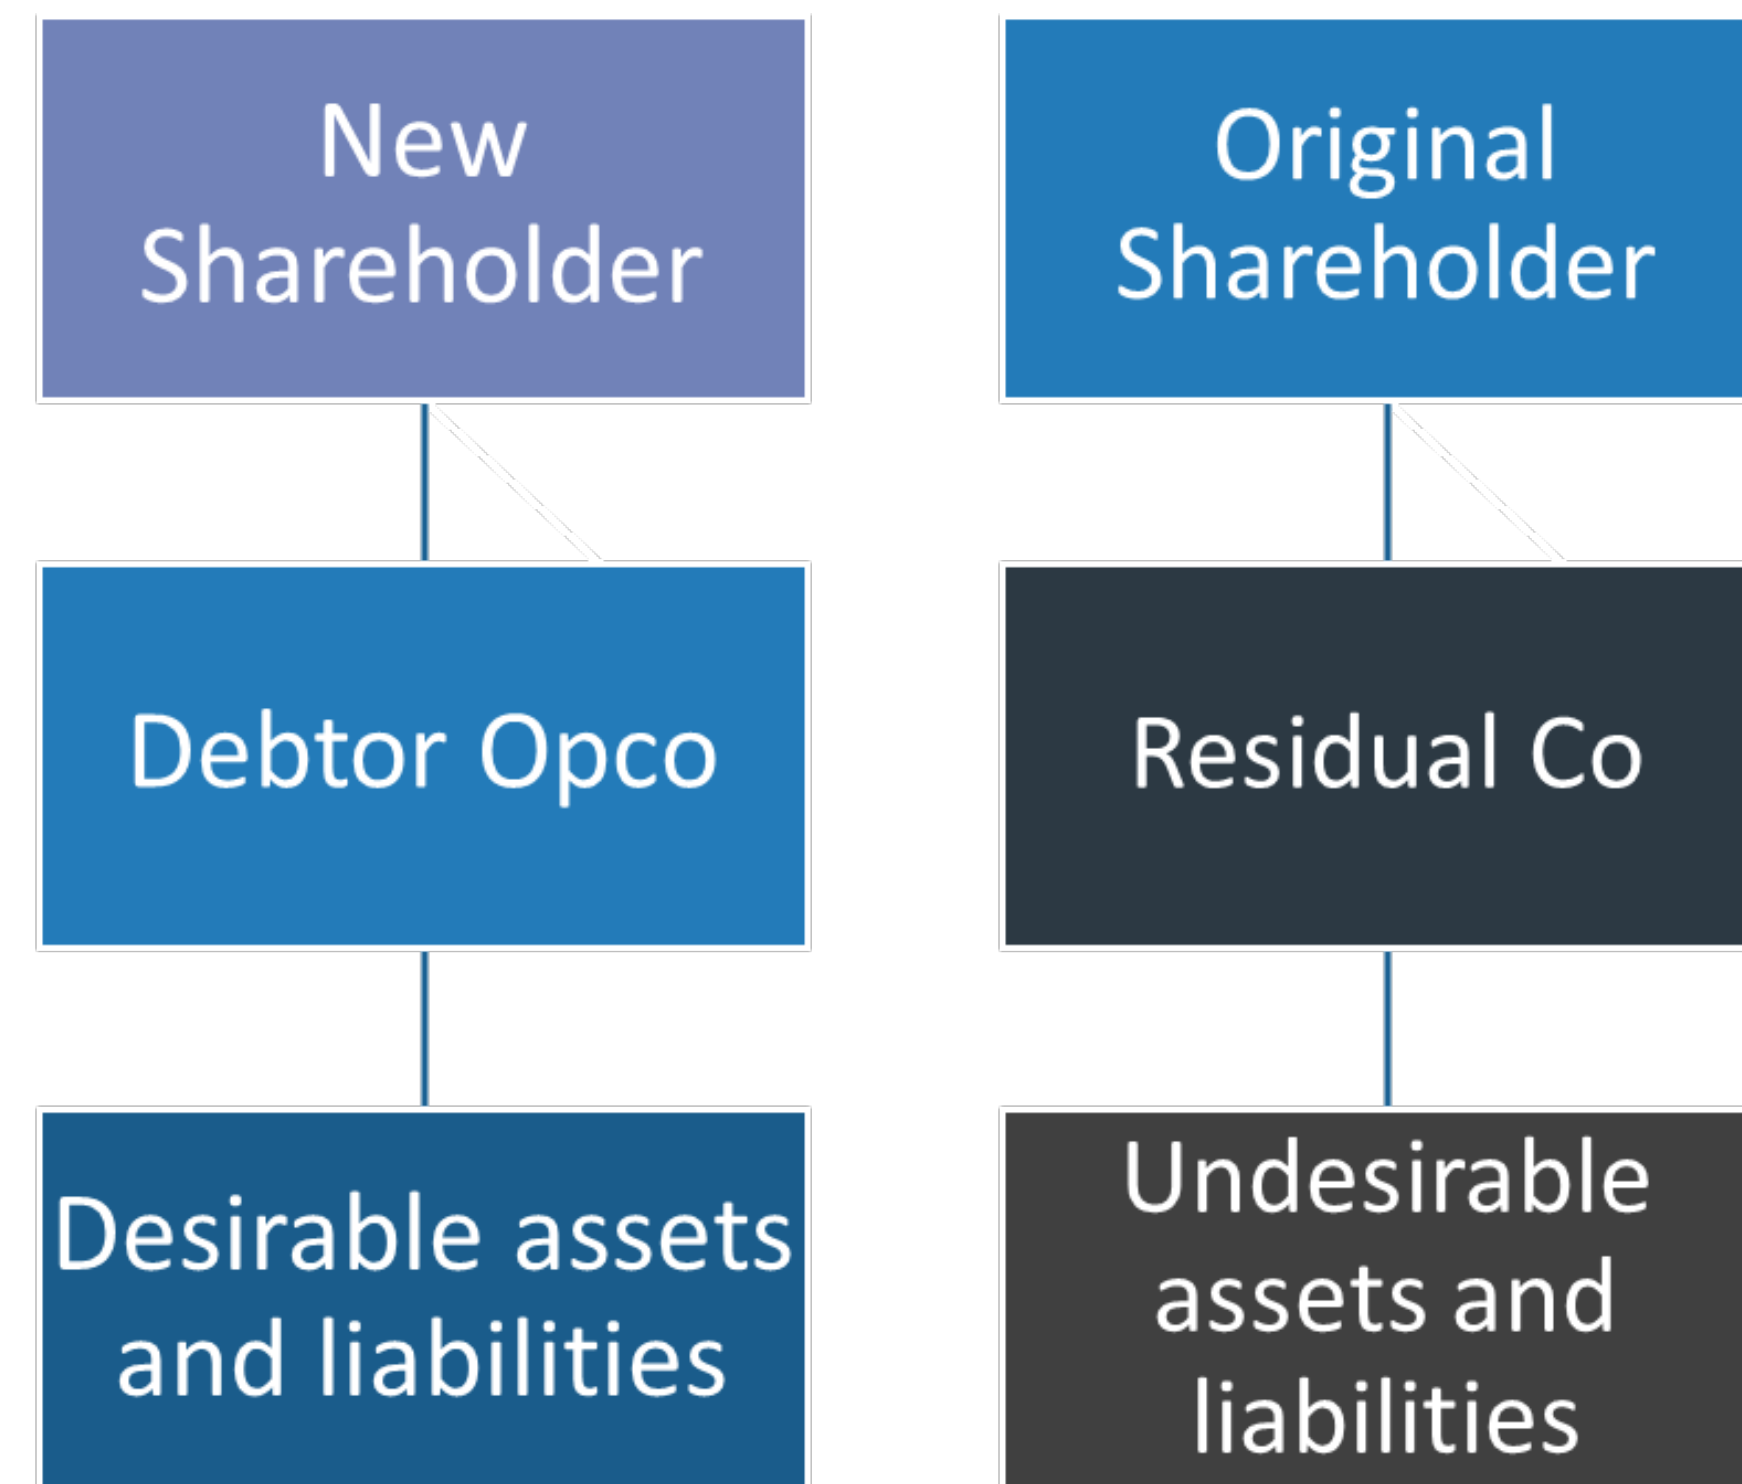 New
Shareholder
Original
Shareholder
Debtor Opco
Residual Co
Desirable assets
and liabilities
Undesirable
assets and
liabilities